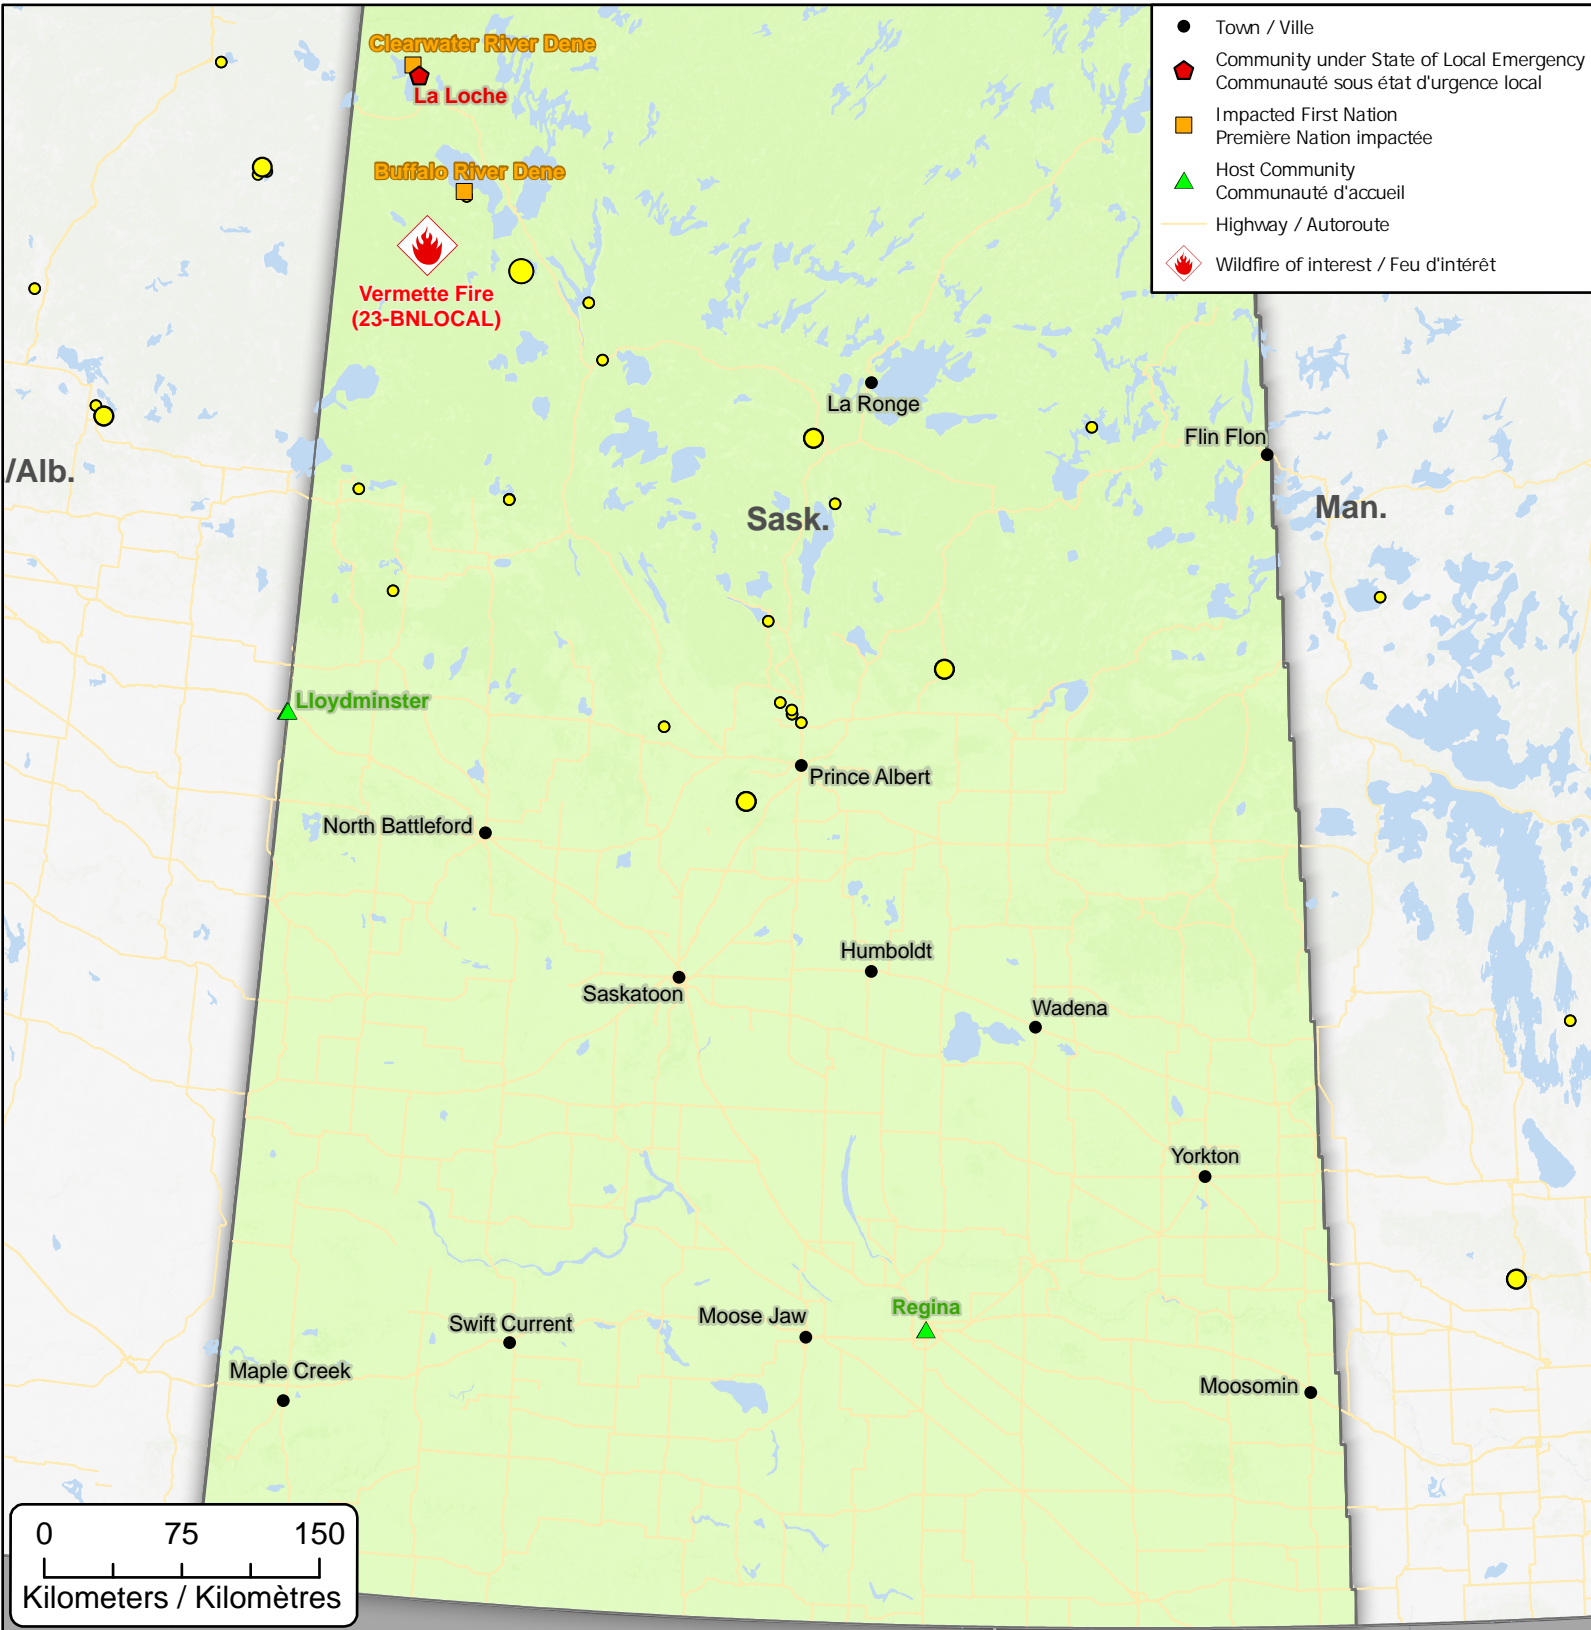 Town / Ville
Community under State of Local Emergency
Communauté sous état d'urgence local
Impacted First Nation
Première Nation impactée
Host Community
Communauté d'accueil
Highway / Autoroute
Wildfire of interest / Feu d'intérêt
Clearwater River Dene
La Loche
Buffalo River Dene
Vermette Fire
(23-BNLOCAL)
La Ronge
Flin Flon
/Alb.
Sask.
Man.
Lloydminster
Prince Albert
North Battleford
Humboldt
Saskatoon
Wadena
Yorkton
Regina
Moose Jaw
Swift Current
Maple Creek
Moosomin
0 75 150
Kilometers / Kilomètres